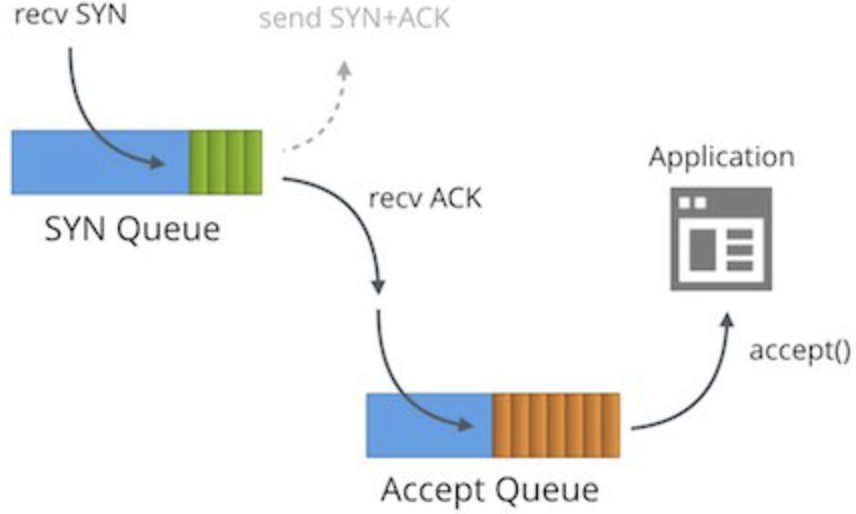 recv SYN
send SYN+ACK
SYN Queue
recv ACK
Application
accept()
Accept Queue